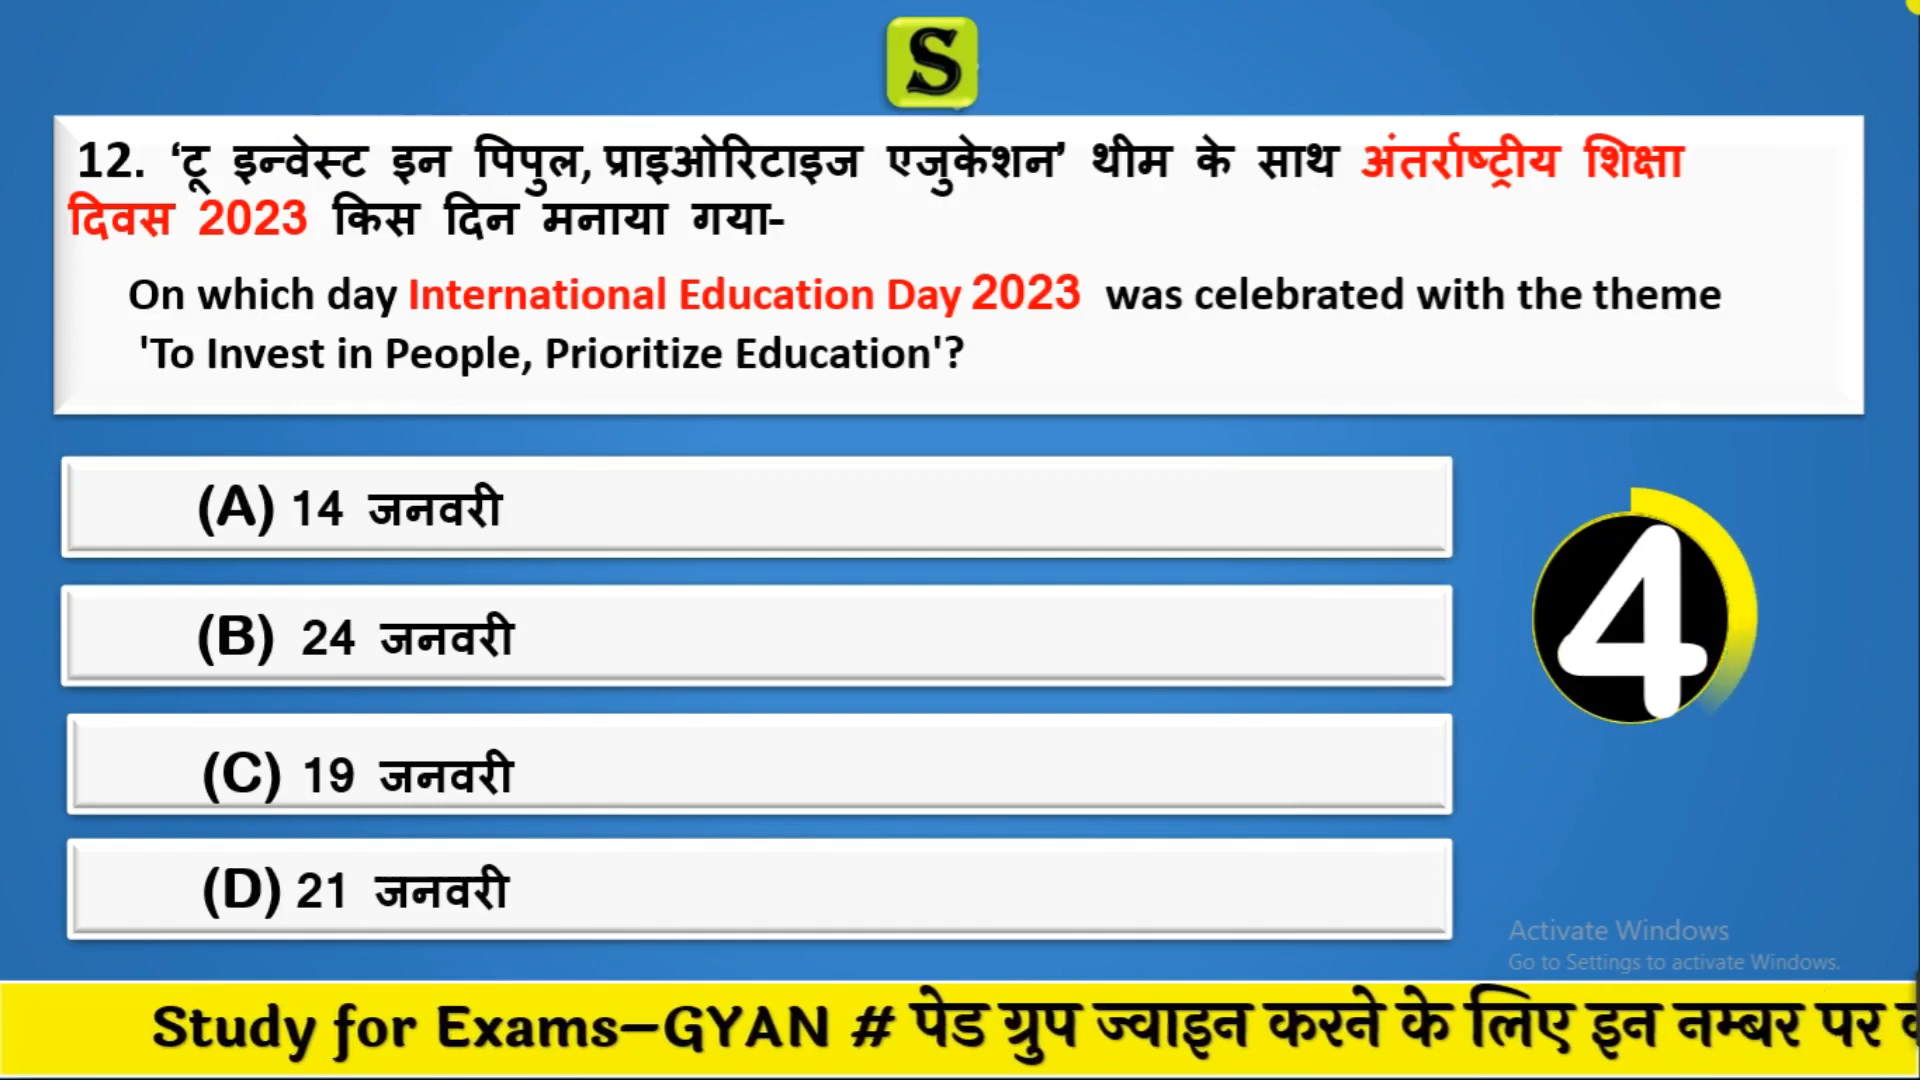 S
12. ‘टू इन्वेस्ट इन पिपुल, प्राइओरिटाइज एजुकेशन’ थीम के साथ अंतर्राष्ट्रीय शिक्षा
दिवस 2023 किस दिन मनाया गया-
On which day International Education Day 2023 was celebrated with the theme
'To Invest in People, Prioritize Education'?
(A) 14 जनवरी
(B) 24 जनवरी
4
(C) 19 जनवरी
(D) 21 जनवरी
Activate Windows
Go to Settings to activate Windows.
Study for Exams–GYAN # पेड ग्रुप ज्वाइन करने के लिए इन नम्बर पर